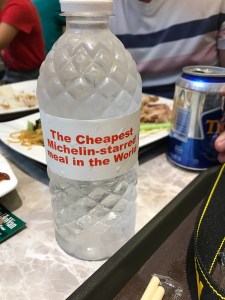 The Cheapest
Michelin-starred
meal in the World